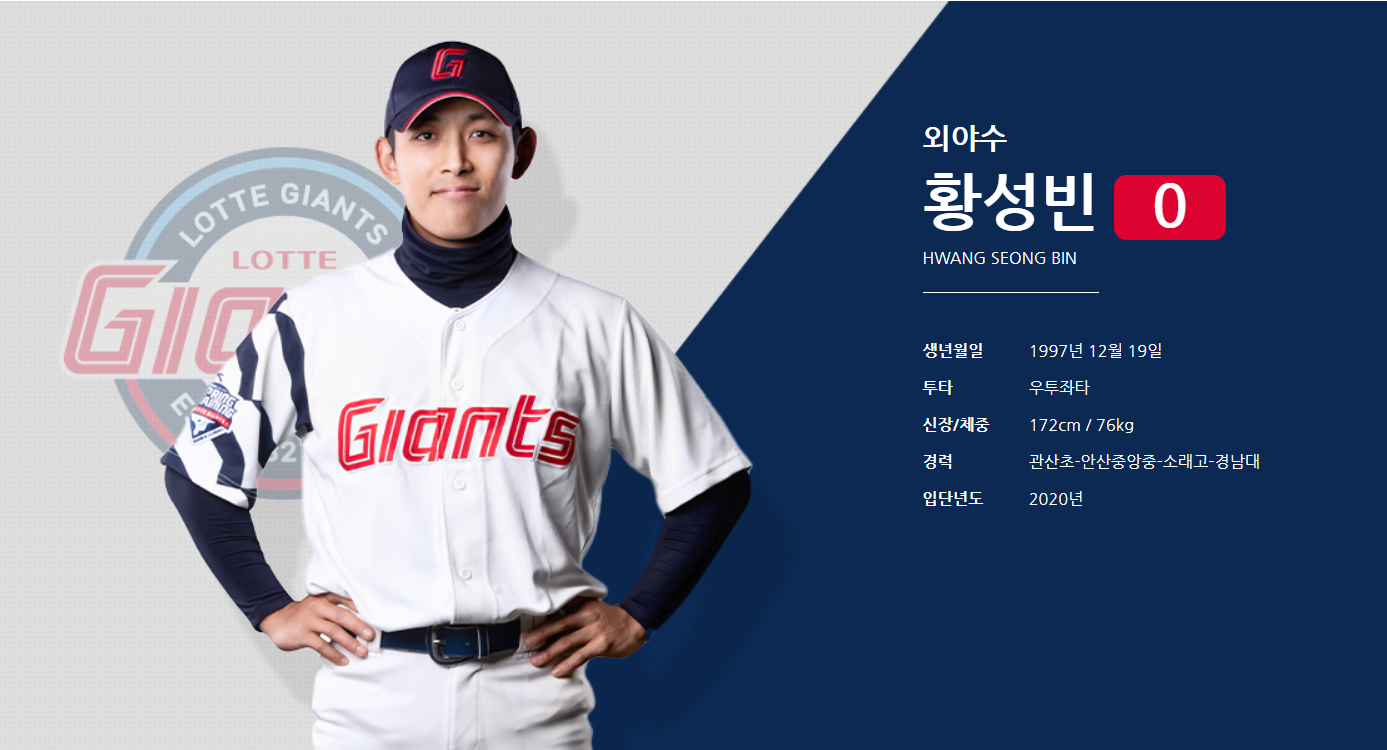 G
LOTTE GIANTS
LOTTE
Giants
외야수
황성빈 0
HWANG SEONG BIN
생년월일 1997년 12월 19일
투타 우투좌타
신장/체중 172cm / 76kg
경력 관산초-안산중앙중-소래고-경남대
입단년도 2020년